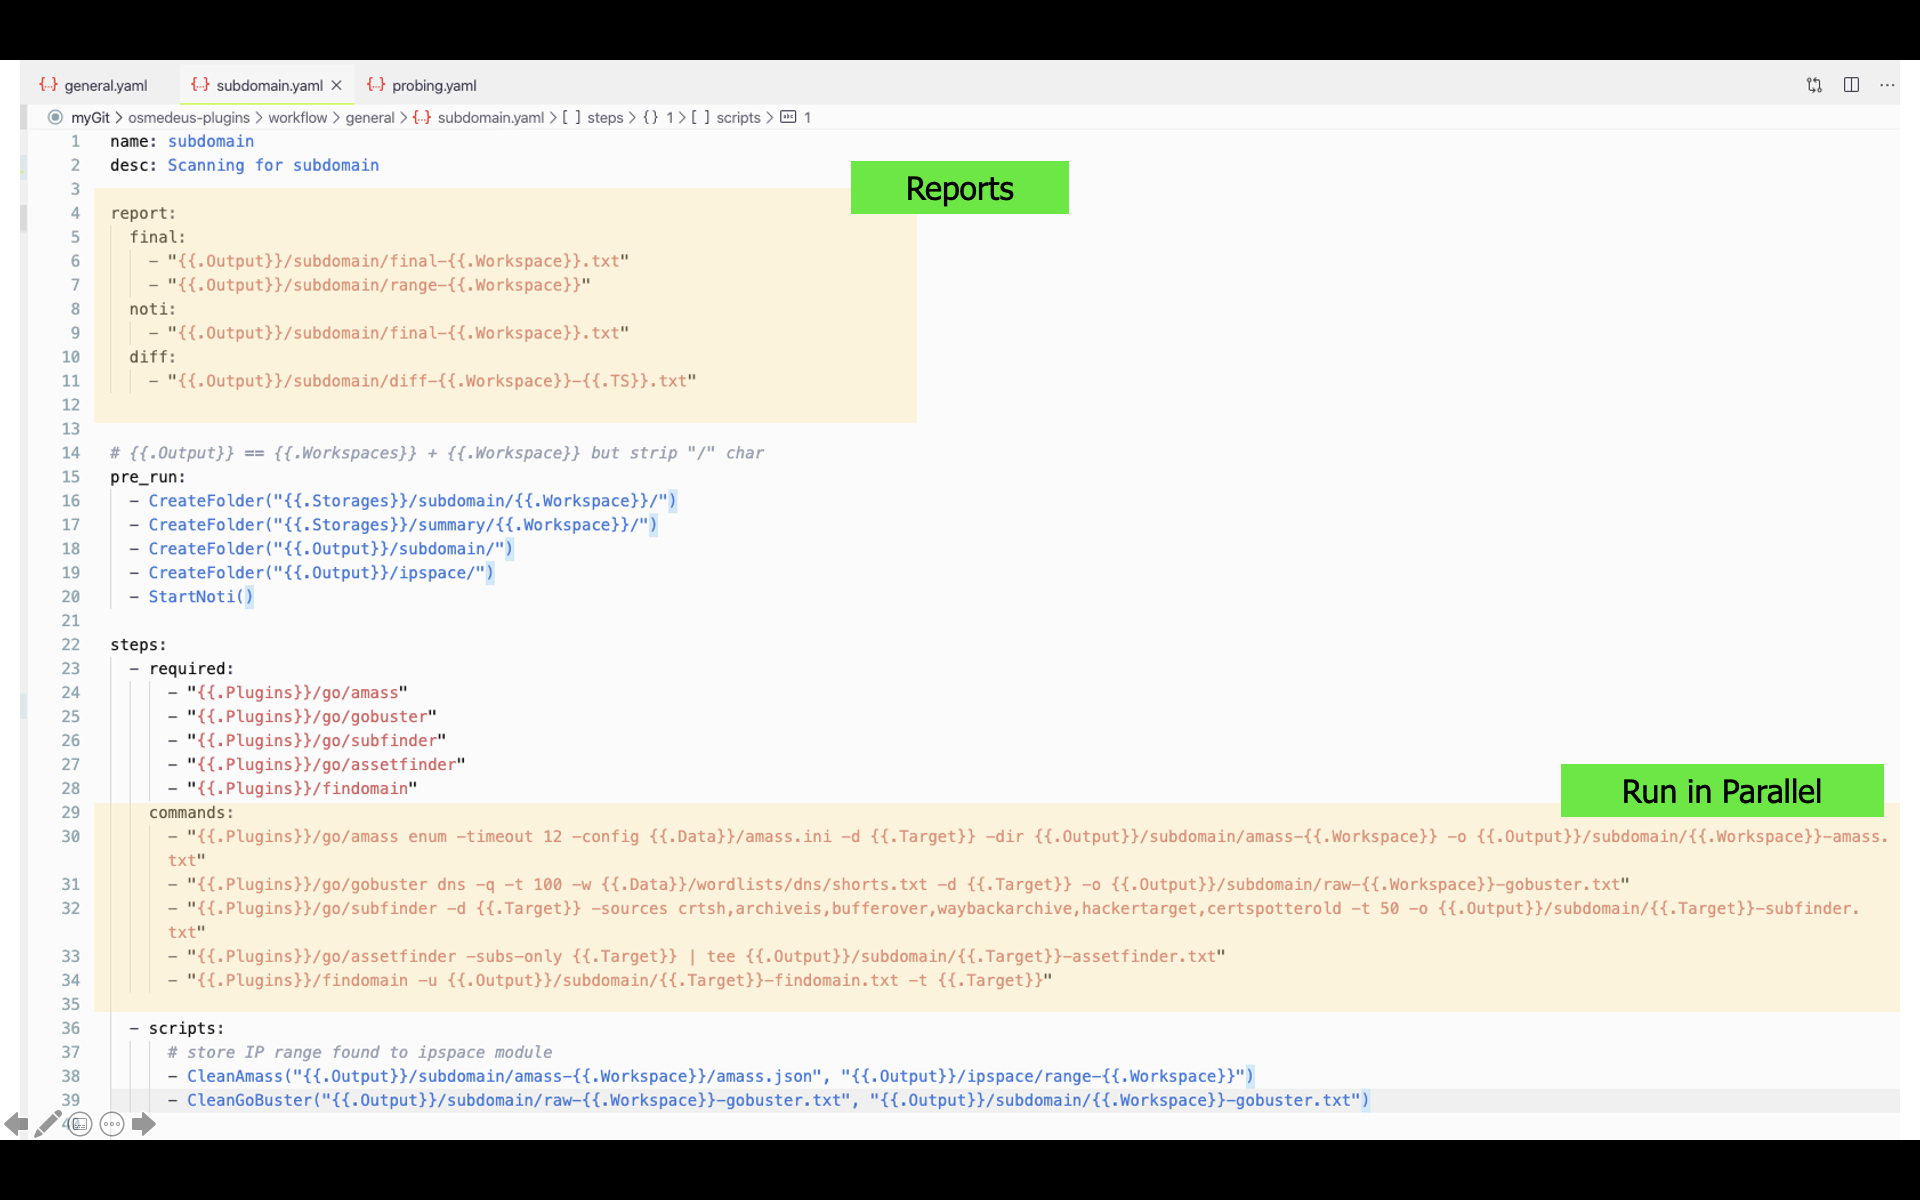 general.yaml subdomain.yaml probing.yaml
myGit > osmedeus-plugins > workflow > general > {..} subdomain.yaml > [ ] steps > {} 1 > [ ] scripts > abc 1
1 name: subdomain
2 desc: Scanning for subdomain
Reports
3
4 report:
5 final:
6 - "{{.Output}}/subdomain/final-{{.Workspace}}.txt"
7 - "{{.Output}}/subdomain/range-{{.Workspace}}"
8 noti:
9 - "{{.Output}}/subdomain/final-{{.Workspace}}.txt"
10 diff:
11 - "{{.Output}}/subdomain/diff-{{.Workspace}}-{{.TS}}.txt"
12
13
14 # {{.Output}} == {{.Workspaces}} + {{.Workspace}} but strip "/" char
15 pre_run:
16 - CreateFolder("{{.Storages}}/subdomain/{{.Workspace}}/")
17 - CreateFolder("{{.Storages}}/summary/{{.Workspace}}/")
18 - CreateFolder("{{.Output}}/subdomain/")
19 - CreateFolder("{{.Output}}/ipspace/")
20 - StartNoti()
21
22 steps:
23 - required:
24 - "{{.Plugins}}/go/amass"
25 - "{{.Plugins}}/go/gobuster"
26 - "{{.Plugins}}/go/subfinder"
27 - "{{.Plugins}}/go/assetfinder"
28 - "{{.Plugins}}/findomain"
Run in Parallel
29 commands:
30 - "{{.Plugins}}/go/amass enum -timeout 12 -config {{.Data}}/amass.ini -d {{.Target}} -dir {{.Output}}/subdomain/amass-{{.Workspace}} -o {{.Output}}/subdomain/{{.Workspace}}-amass.
txt"
31 - "{{.Plugins}}/go/gobuster dns -q -t 100 -w {{.Data}}/wordlists/dns/shorts.txt -d {{.Target}} -o {{.Output}}/subdomain/raw-{{.Workspace}}-gobuster.txt"
32 - "{{.Plugins}}/go/subfinder -d {{.Target}} -sources crtsh,archiveis,bufferover,waybackarchive,hackertarget,certspotterold -t 50 -o {{.Output}}/subdomain/{{.Target}}-subfinder.
txt"
33 - "{{.Plugins}}/go/assetfinder -subs-only {{.Target}} | tee {{.Output}}/subdomain/{{.Target}}-assetfinder.txt"
34 - "{{.Plugins}}/findomain -u {{.Output}}/subdomain/{{.Target}}-findomain.txt -t {{.Target}}"
35
36 - scripts:
37 # store IP range found to ipspace module
38 - CleanAmass("{{.Output}}/subdomain/amass-{{.Workspace}}/amass.json", "{{.Output}}/ipspace/range-{{.Workspace}}")
39 - CleanGoBuster("{{.Output}}/subdomain/raw-{{.Workspace}}-gobuster.txt", "{{.Output}}/subdomain/{{.Workspace}}-gobuster.txt")